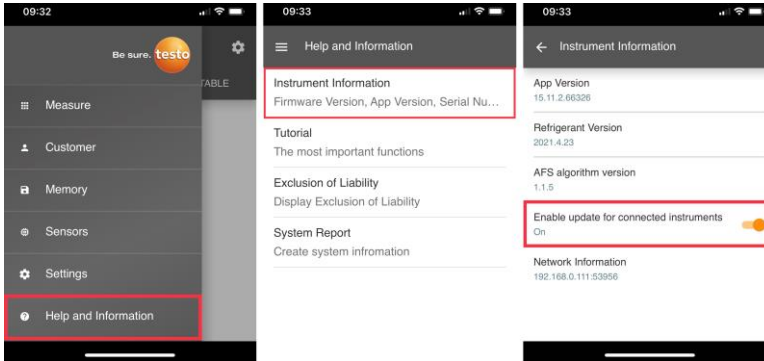 09:32
Be sure. testo
TABLE
Measure
Customer
Memory
Sensors
Settings
Help and Information
09:33
Help and Information
Instrument Information
Firmware Version, App Version, Serial Nu...
Tutorial
The most important functions
Exclusion of Liability
Display Exclusion of Liability
System Report
Create system infromation
09:33
Instrument Information
App Version
15.11.2.66326
Refrigerant Version
2021.4.23
AFS algorithm version
1.1.5
Enable update for connected instruments
On
Network Information
192.168.0.111:53956